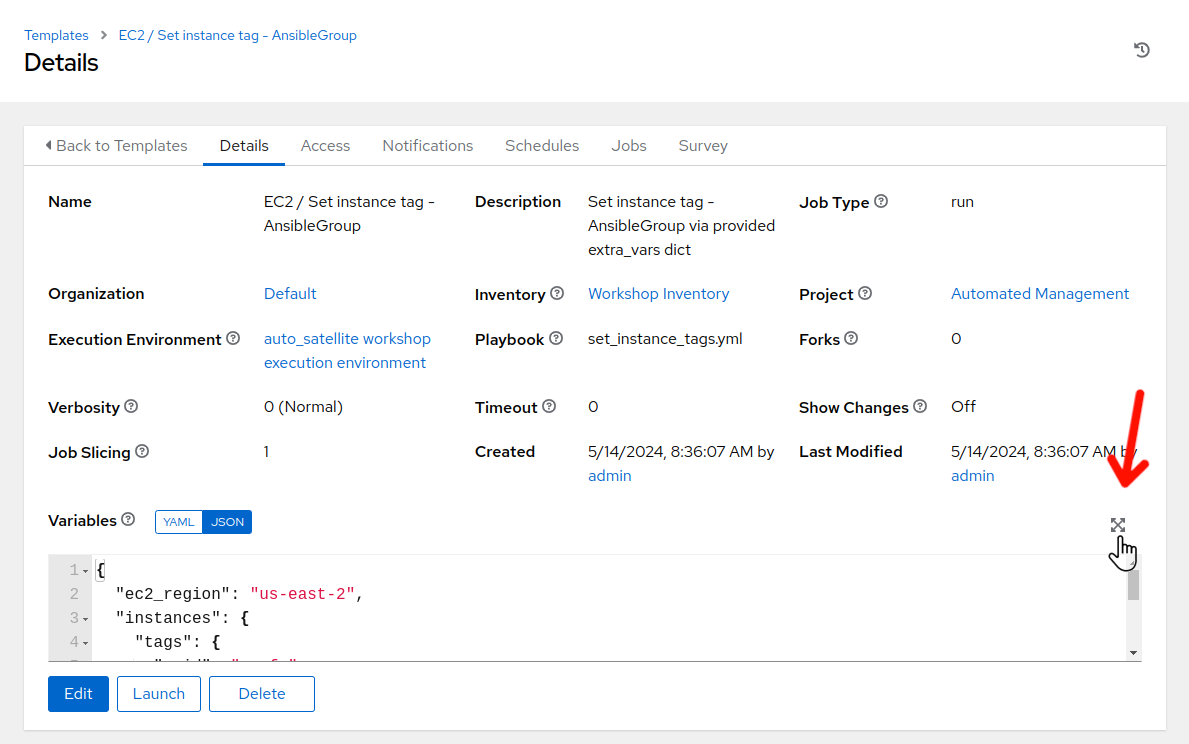 Templates > EC2 / Set instance tag - AnsibleGroup
Details
Back to Templates Details Access Notifications Schedules Jobs Survey
Name EC2 / Set instance tag - AnsibleGroup
Description Set instance tag - AnsibleGroup via provided extra_vars dict
Job Type run
Organization Default
Inventory Workshop Inventory
Project Automated Management
Execution Environment auto_satellite workshop execution environment
Playbook set_instance_tags.yml
Forks 0
Verbosity 0 (Normal)
Timeout 0
Show Changes Off
Job Slicing 1
Created 5/14/2024, 8:36:07 AM by admin
Last Modified 5/14/2024, 8:36:07 AM by admin
Variables YAML JSON
1 {
2 "ec2_region": "us-east-2",
3 "instances": {
4 "tags": {
Edit Launch Delete